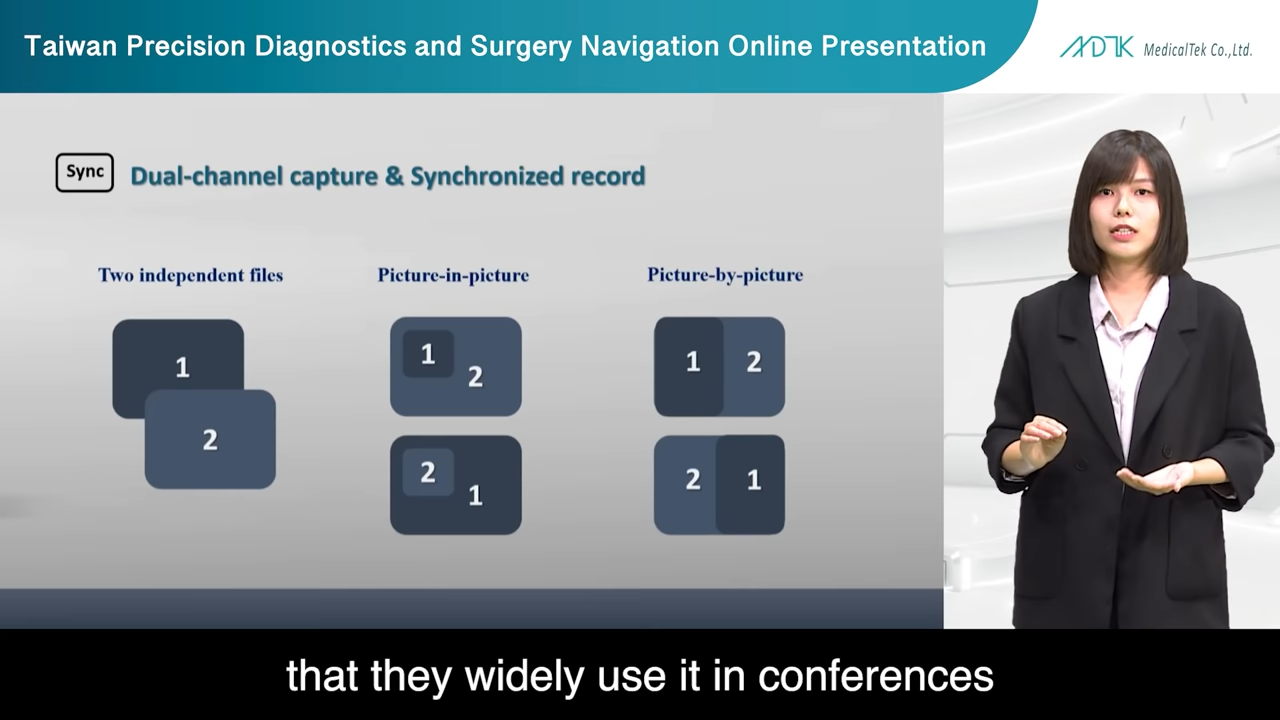 Taiwan Precision Diagnostics and Surgery Navigation Online Presentation
MDTK MedicalTek Co.,Ltd.
Sync Dual-channel capture & Synchronized record
Two independent files
Picture-in-picture
Picture-by-picture
1
2
1
2
2
1
1 2
2 1
that they widely use it in conferences